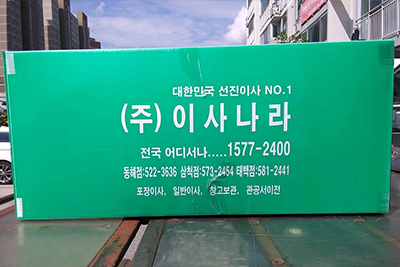 대한민국 선진이사 NO.1
(주) 이사나라
전국 어디서나.....1577-2400
동해점:522-3636 삼척점:573-2454 태백점:581-2441
포장이사, 일반이사, 창고보관, 관공서이전